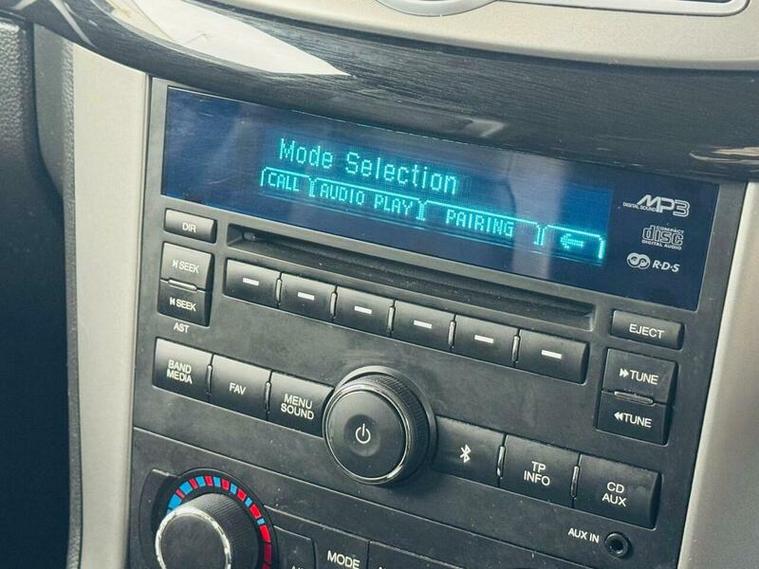 Mode Selection
CALL AUDIO PLAY PAIRING
MP3
DIGITAL SOUND
COMPACT
disc
DIGITAL AUDIO
R·D·S
DIR
SEEK
SEEK
AST
EJECT
TUNE
TUNE
BAND
MEDIA
FAV
MENU
SOUND
TP
INFO
CD
AUX
AUX IN
MODE